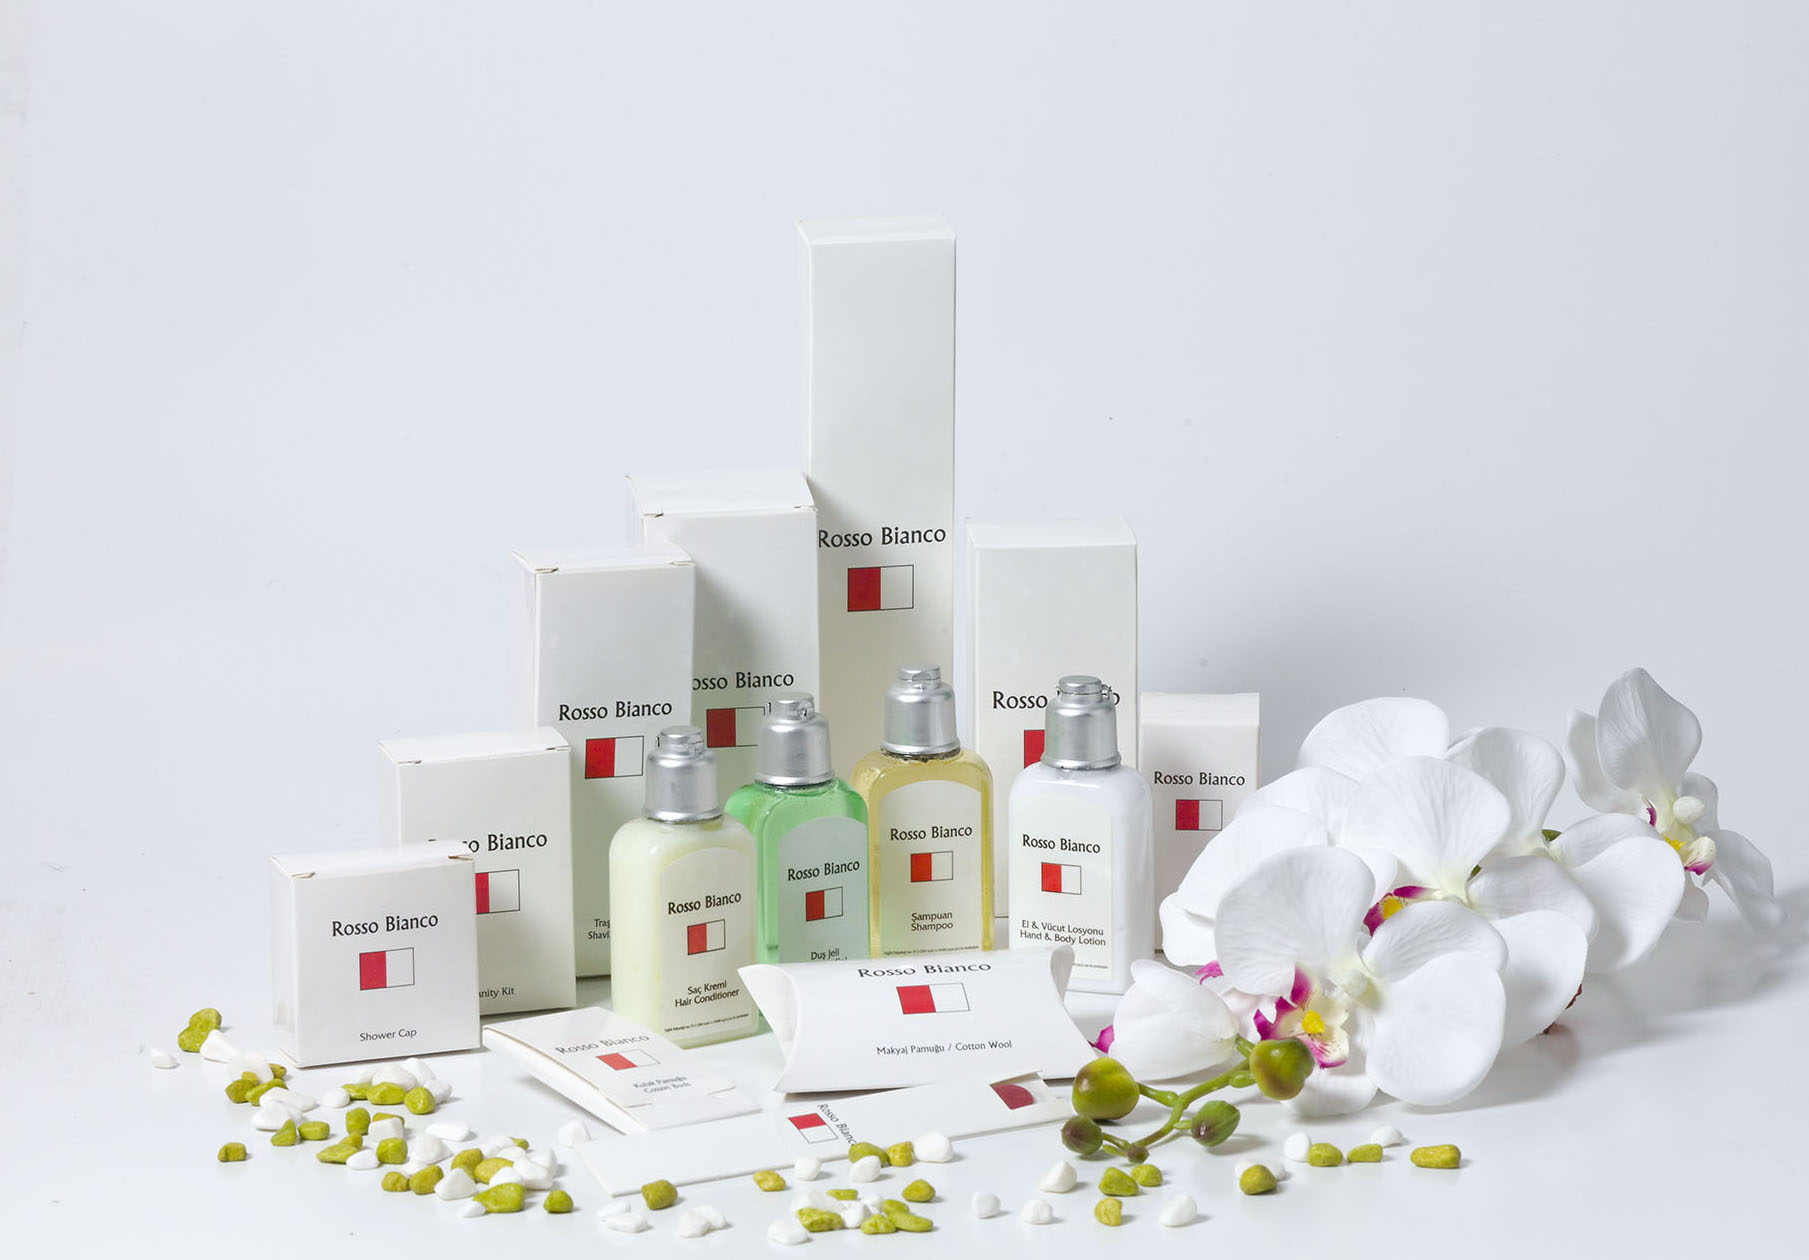 Rosso Bianco
Rosso Bianco
Rosso Bianco
Rosso
Rosso Bianco
Bianco
Rosso Bianco
Shower Cap
Rosso Bianco
Saç Kremi
Hair Conditioner
Rosso Bianco
Duş Jeli
Rosso Bianco
Şampuan
Shampoo
Rosso Bianco
El & Vücut Losyonu
Hand & Body Lotion
Rosso Bianco
Makyaj Pamuğu / Cotton Wool
Rosso Bianco
Kulak Pamuğu
Cotton Buds
Rosso Bianco